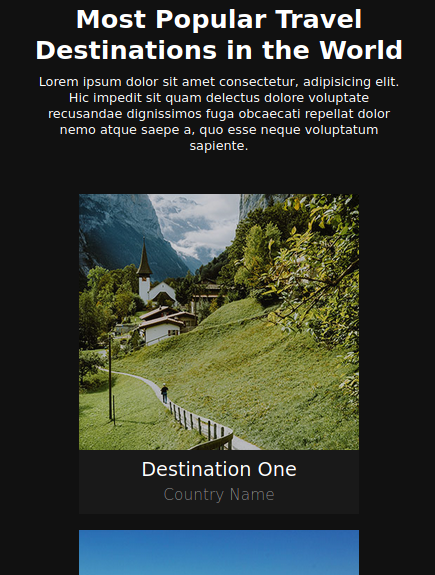 Most Popular Travel
Destinations in the World
Lorem ipsum dolor sit amet consectetur, adipisicing elit.
Hic impedit sit quam delectus dolore voluptate
recusandae dignissimos fuga obcaecati repellat dolor
nemo atque saepe a, quo esse neque voluptatum
sapiente.
Destination One
Country Name